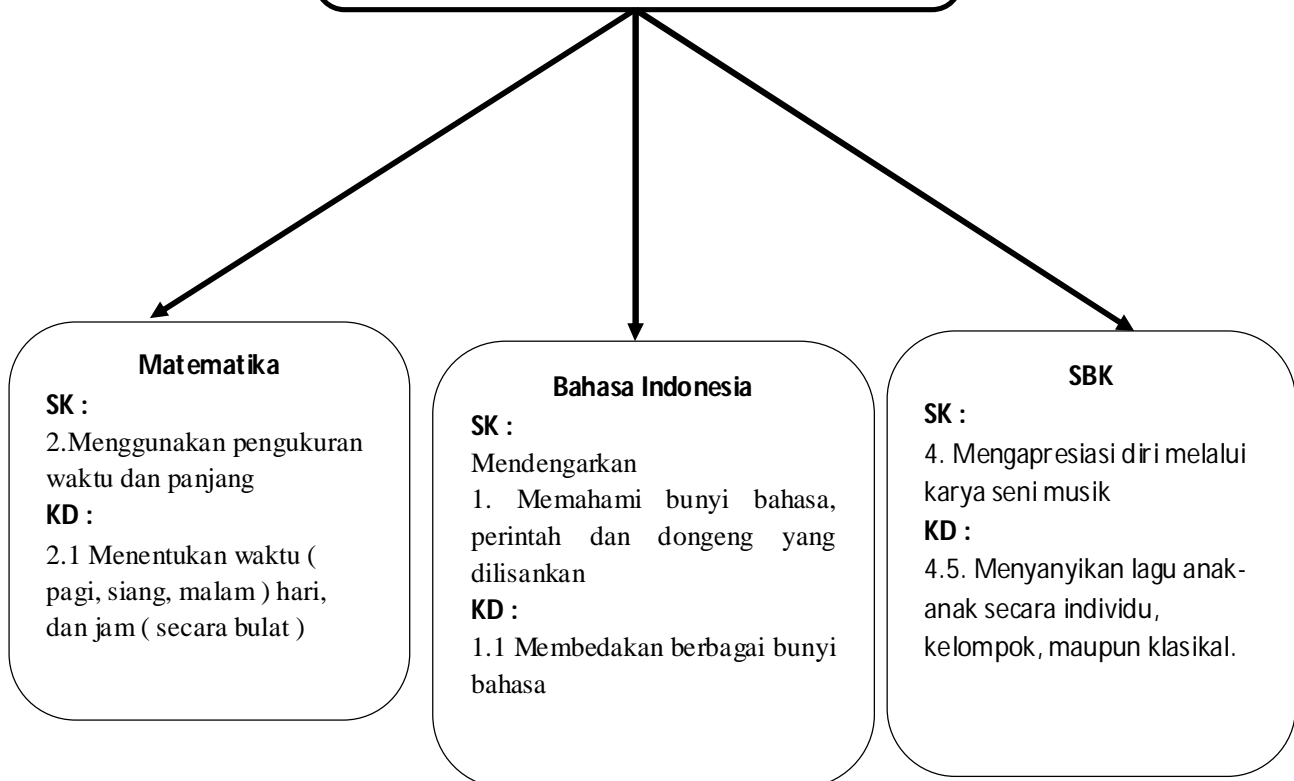 Matematika
SK :
2.Menggunakan pengukuran
waktu dan panjang
KD :
2.1 Menentukan waktu (
pagi, siang, malam ) hari,
dan jam ( secara bulat )
Bahasa Indonesia
SK :
Mendengarkan
1. Memahami bunyi bahasa,
perintah dan dongeng yang
dilisankan
KD :
1.1 Membedakan berbagai bunyi
bahasa
SBK
SK :
4. Mengapresiasi diri melalui
karya seni musik
KD :
4.5. Menyanyikan lagu anak-
anak secara individu,
kelompok, maupun klasikal.